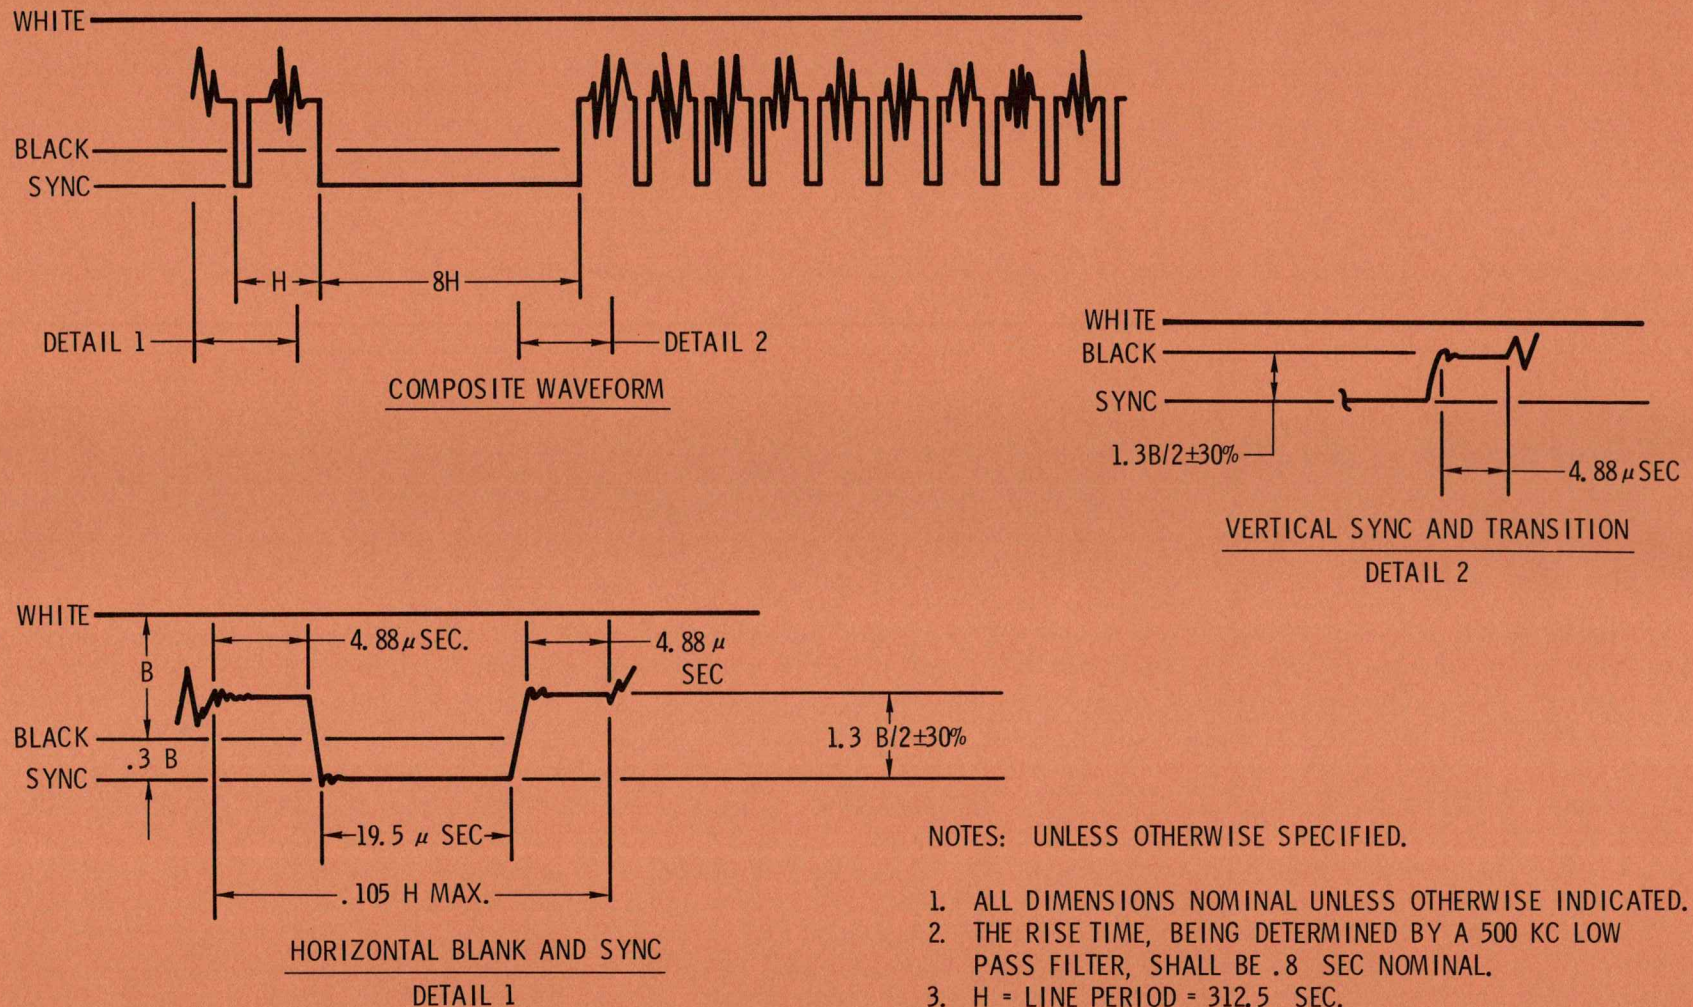 WHITE
BLACK
SYNC
H
8H
DETAIL 1
DETAIL 2
COMPOSITE WAVEFORM
WHITE
BLACK
SYNC
1.3B/2±30%
4.88 μ SEC
VERTICAL SYNC AND TRANSITION
DETAIL 2
WHITE
4.88 μ SEC.
4.88 μ
SEC
B
BLACK
.3 B
SYNC
1.3 B/2±30%
19.5 μ SEC
.105 H MAX.
HORIZONTAL BLANK AND SYNC
DETAIL 1
NOTES: UNLESS OTHERWISE SPECIFIED.
1. ALL DIMENSIONS NOMINAL UNLESS OTHERWISE INDICATED.
2. THE RISE TIME, BEING DETERMINED BY A 500 KC LOW
PASS FILTER, SHALL BE .8 SEC NOMINAL.
3. H = LINE PERIOD = 312.5 SEC.